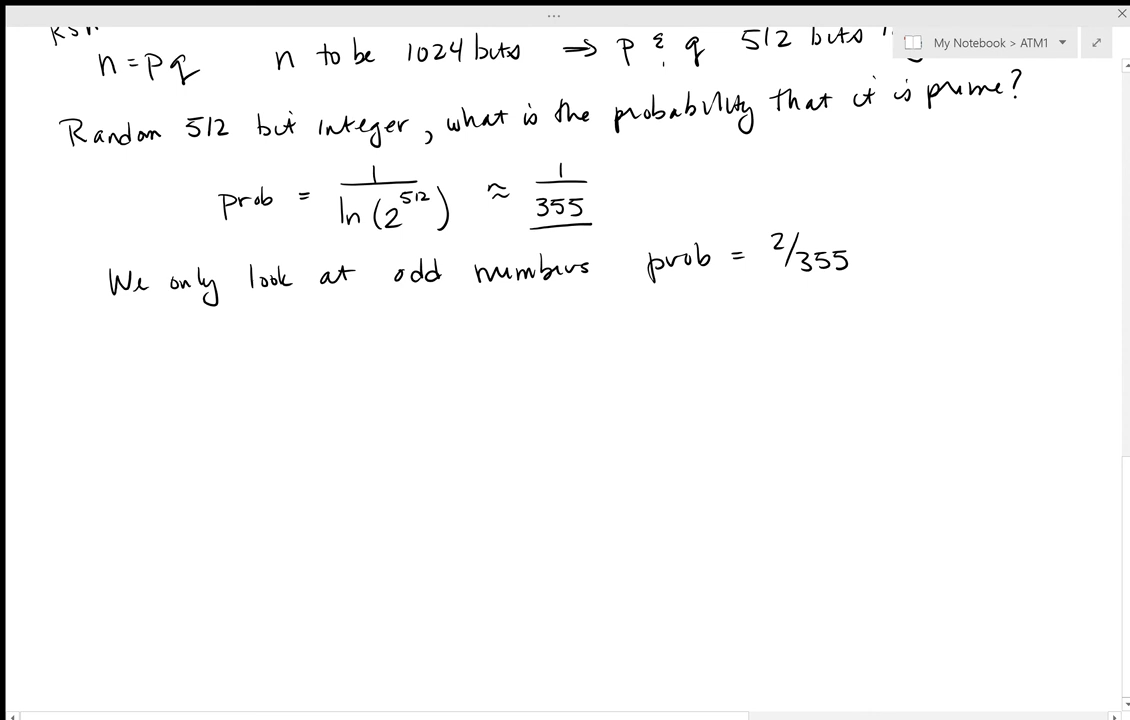 ...
My Notebook > ATM1
n = pq n to be 1024 bits ⇒ p & q 512 bits
Random 512 bit integer, what is the probability that it is prime?
prob = 1/ln(2^512) ≈ 1/355
We only look at odd numbers prob = 2/355